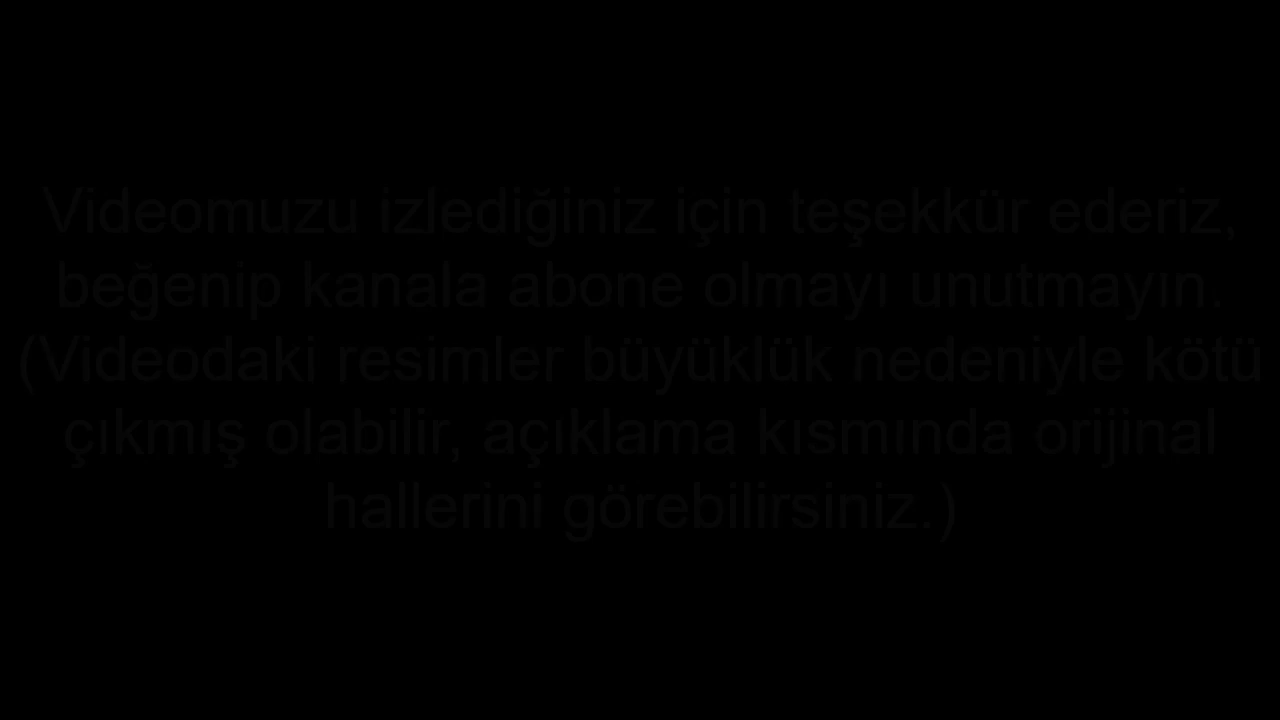 Videomuzu izlediğiniz için teşekkür ederiz,
beğenip kanala abone olmayı unutmayın.
(Videodaki resimler büyüklük nedeniyle kötü
çıkmış olabilir, açıklama kısmında orijinal
hallerini görebilirsiniz.)